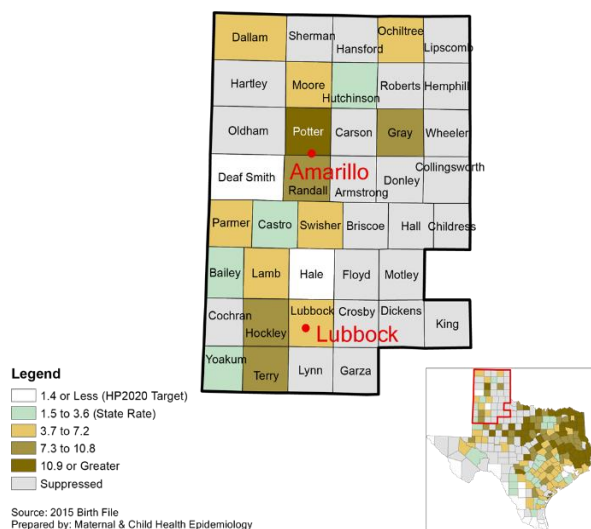 Dallam
Sherman
Hansford
Ochiltree
Lipscomb
Hartley
Moore
Hutchinson
Roberts
Hemphill
Oldham
Potter
Carson
Gray
Wheeler
Amarillo
Deaf Smith
Randall
Armstrong
Donley
Collingsworth
Parmer
Castro
Swisher
Briscoe
Hall
Childress
Bailey
Lamb
Hale
Floyd
Motley
Cochran
Hockley
Lubbock
Crosby
Dickens
King
Lubbock
Yoakum
Terry
Lynn
Garza
Legend
1.4 or Less (HP2020 Target)
1.5 to 3.6 (State Rate)
3.7 to 7.2
7.3 to 10.8
10.9 or Greater
Suppressed
Source: 2015 Birth File
Prepared by: Maternal & Child Health Epidemiology